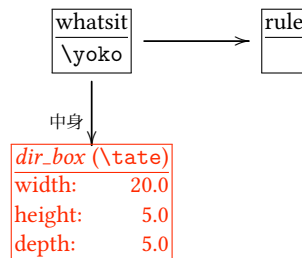 whatsit
\yoko
rule
中身
dir_box (\tate)
width: 20.0
height: 5.0
depth: 5.0